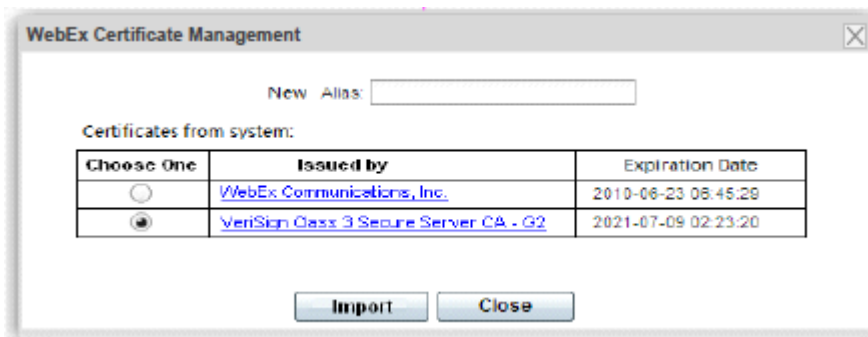 WebEx Certificate Management
New Alias:
Certificates from system:
Choose One Issued by Expiration Date
WebEx Communications, Inc. 2010-06-23 06:45:29
VeriSign Class 3 Secure Server CA - G2 2021-07-09 02:23:20
Import Close